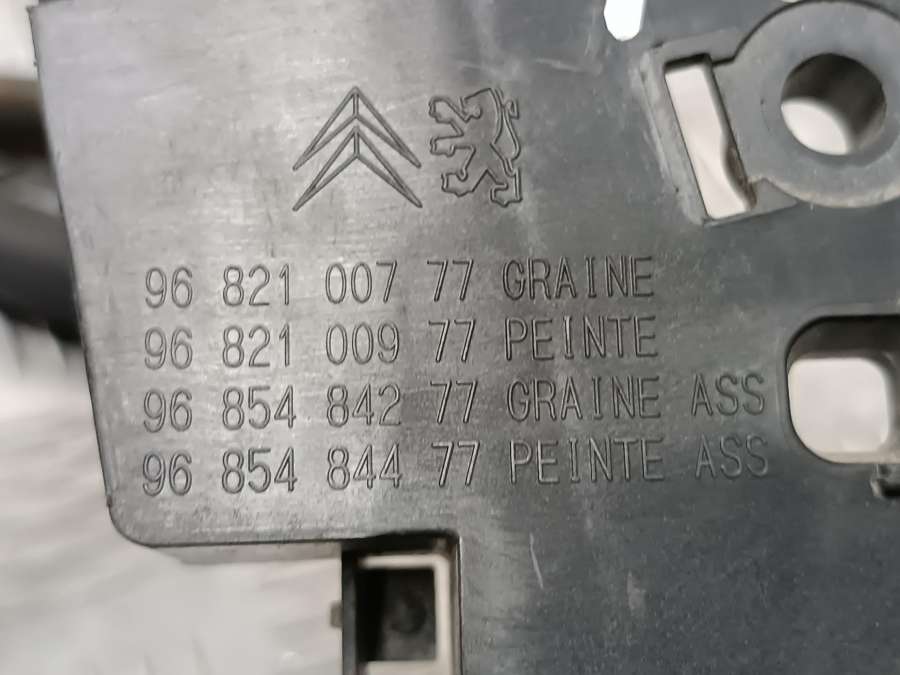 96 821 007 77 GRAINE
96 821 009 77 PEINTE
96 854 842 77 GRAINE ASS
96 854 844 77 PEINTE ASS